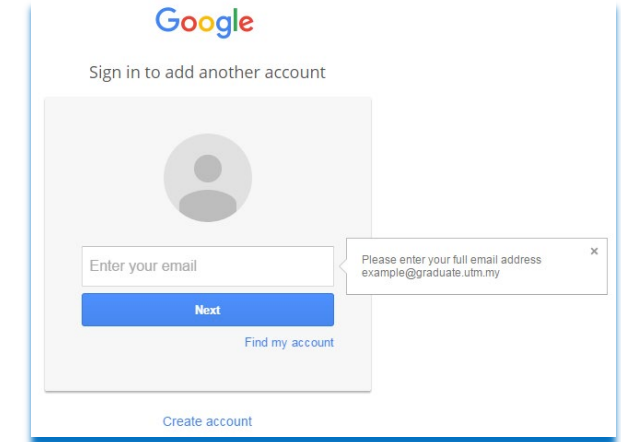 Google
Sign in to add another account
Enter your email
Please enter your full email address
example@graduate.utm.my
×
Next
Find my account
Create account